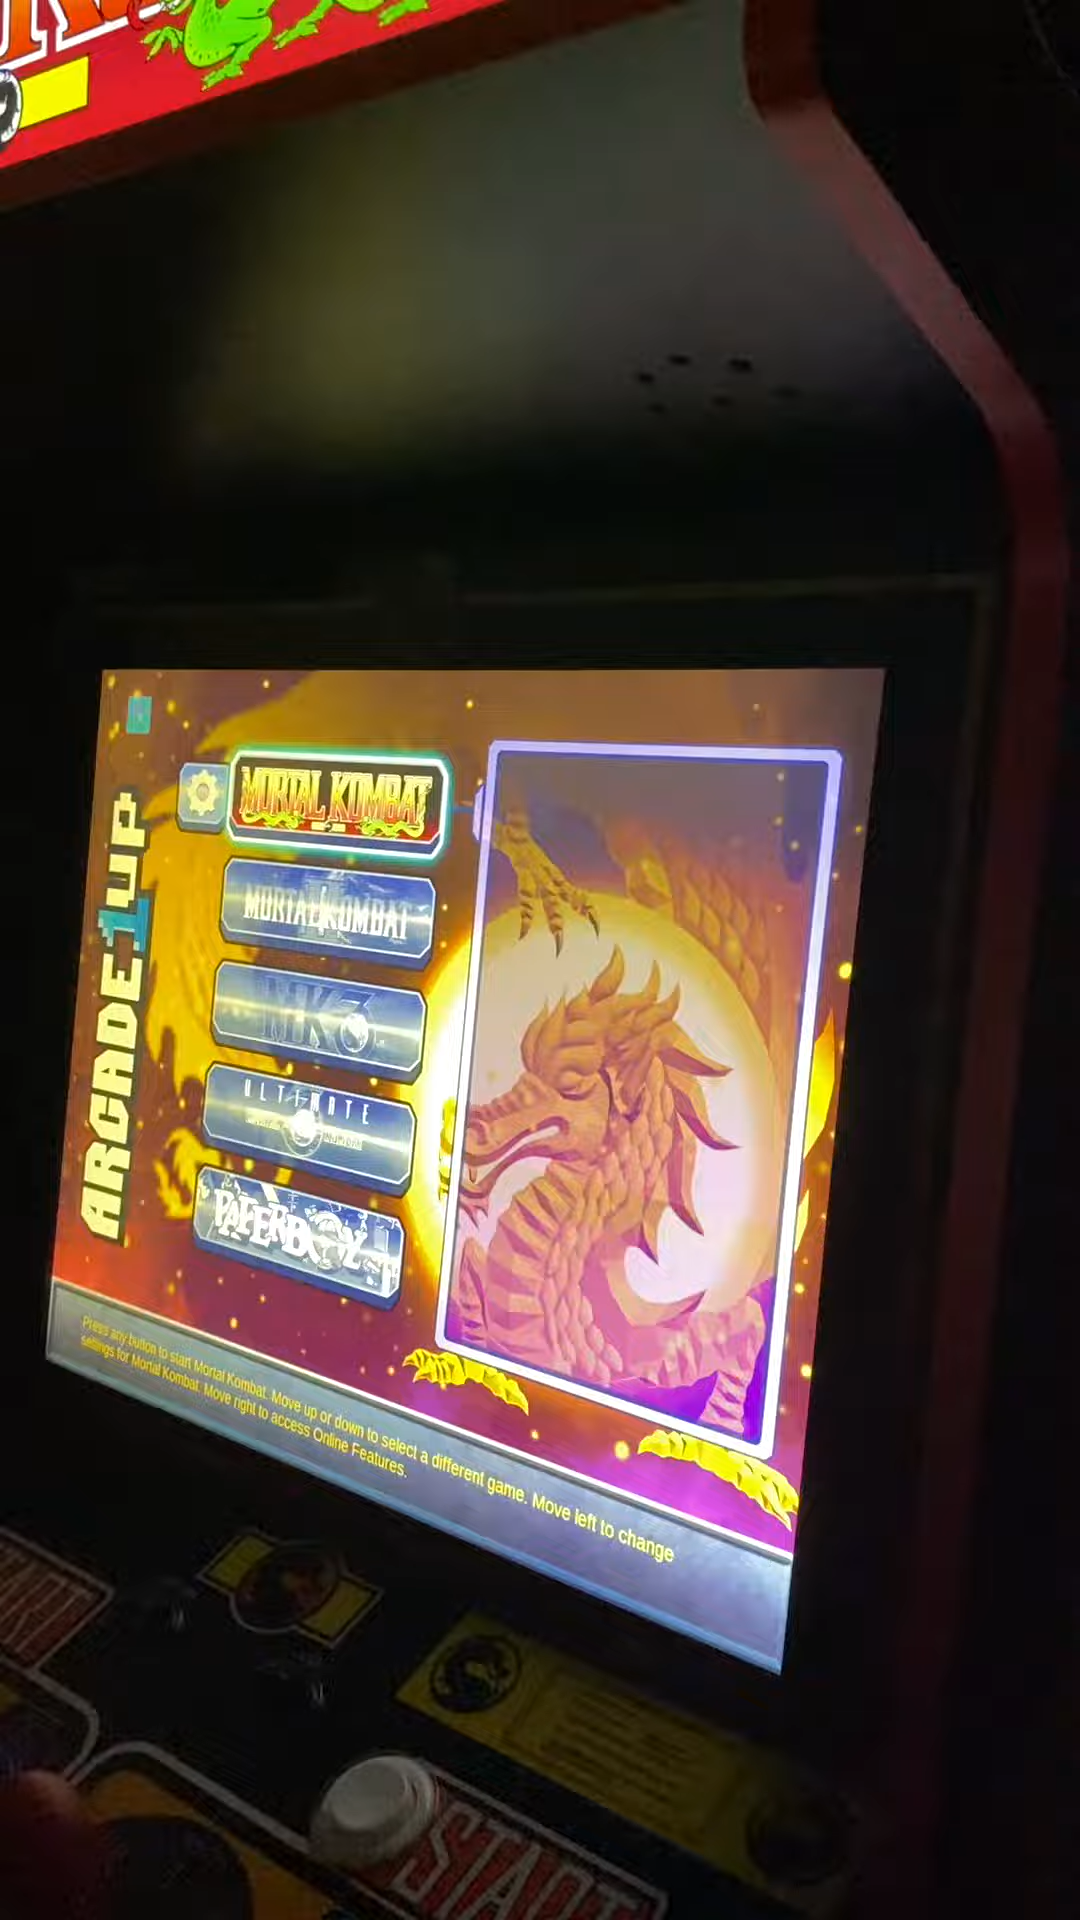 ARCADE1UP
MORTAL KOMBAT
MORTAL KOMBAT
II
MK3
ULTIMATE
PAPERBOY
Press any button to start Mortal Kombat. Move up or down to select a different game. Move left to change
settings for Mortal Kombat. Move right to access Online Features.
START